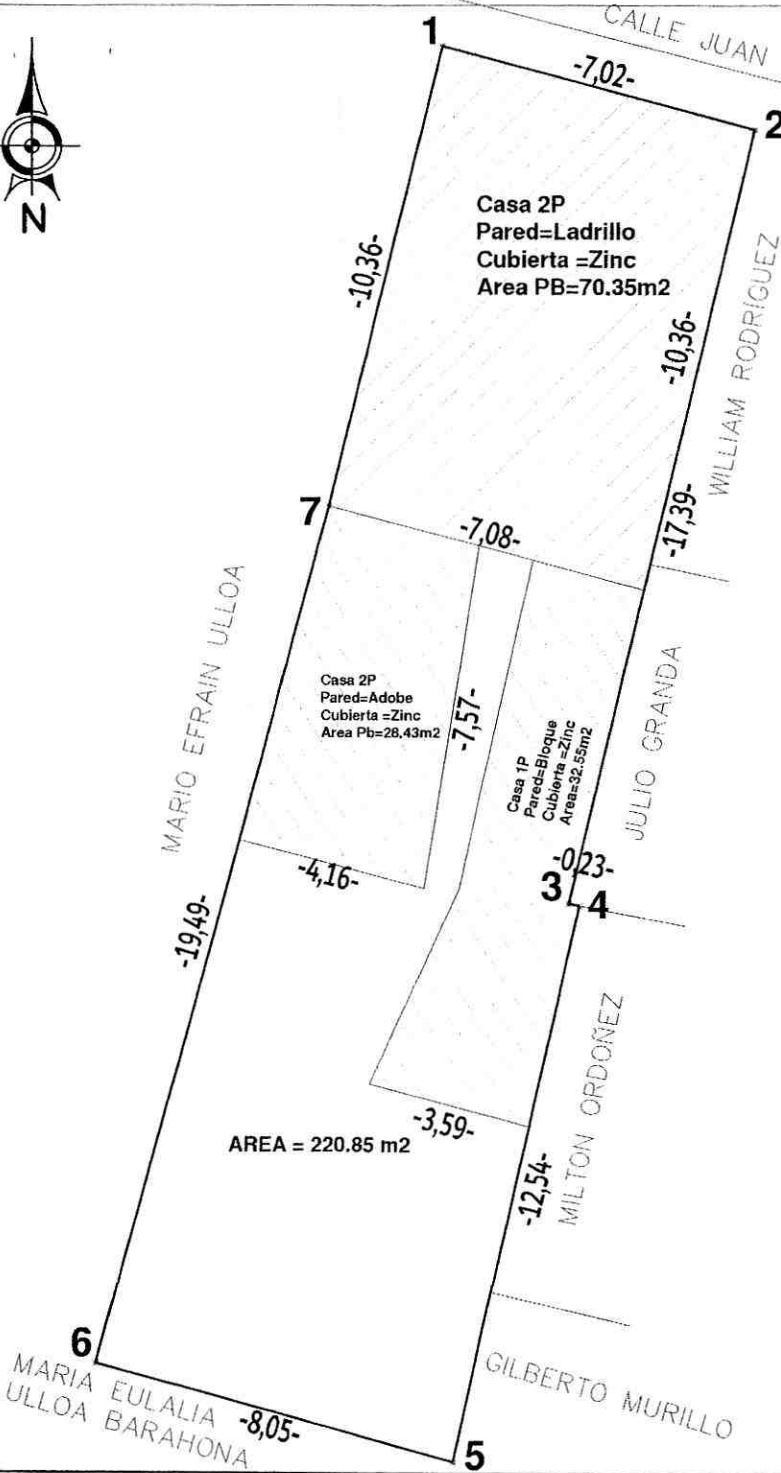 CALLE JUAN
1
-7,02-
2
N
Casa 2P
Pared=Ladrillo
Cubierta =Zinc
Area PB=70.35m2
-10,36-
-10,36-
WILLIAM RODRIGUEZ
-17,39-
7
-7,08-
MARIO EFRAIN ULLOA
Casa 2P
Pared=Adobe
Cubierta =Zinc
Area Pb=28.43m2
-7,57-
Casa 1P
Pared=Bloque
Cubierta =Zinc
Area=32.55m2
JULIO GRANDA
-4,16-
-0,23-
3
4
-19,49-
-3,59-
MILTON ORDOÑEZ
AREA = 220.85 m2
-12,54-
6
MARIA EULALIA
ULLOA BARAHONA
-8,05-
5
GILBERTO MURILLO